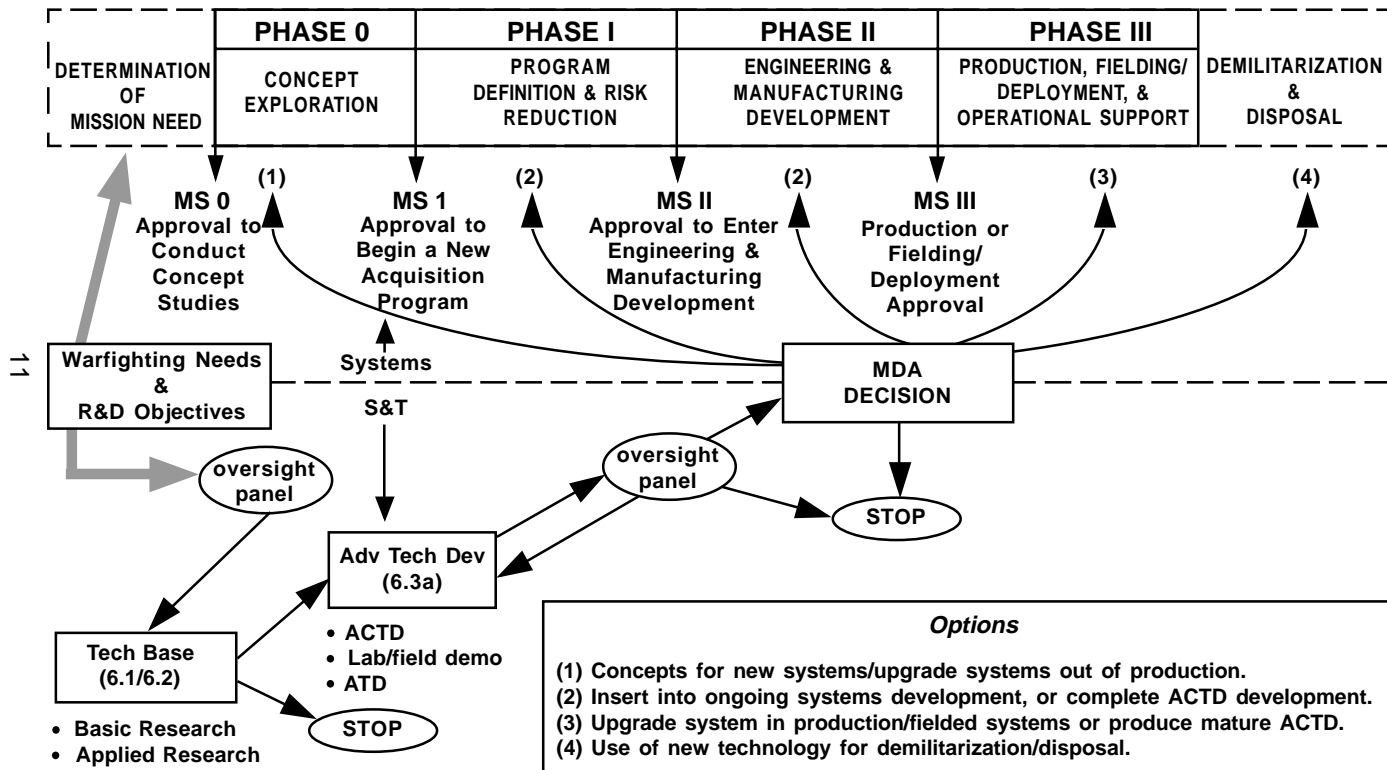 PHASE 0
PHASE I
PHASE II
PHASE III
DETERMINATION
OF
MISSION NEED
CONCEPT
EXPLORATION
PROGRAM
DEFINITION & RISK
REDUCTION
ENGINEERING &
MANUFACTURING
DEVELOPMENT
PRODUCTION, FIELDING/
DEPLOYMENT, &
OPERATIONAL SUPPORT
DEMILITARIZATION
&
DISPOSAL
MS 0
Approval to
Conduct
Concept
Studies
(1)
MS 1
Approval to
Begin a New
Acquisition
Program
(2)
MS II
Approval to Enter
Engineering &
Manufacturing
Development
(2)
MS III
Production or
Fielding/
Deployment
Approval
(3)
(4)
11
Warfighting Needs
&
R&D Objectives
Systems
S&T
MDA
DECISION
oversight
panel
oversight
panel
STOP
Adv Tech Dev
(6.3a)
• ACTD
• Lab/field demo
• ATD
Tech Base
(6.1/6.2)
• Basic Research
• Applied Research
STOP
Options
(1) Concepts for new systems/upgrade systems out of production.
(2) Insert into ongoing systems development, or complete ACTD development.
(3) Upgrade system in production/fielded systems or produce mature ACTD.
(4) Use of new technology for demilitarization/disposal.